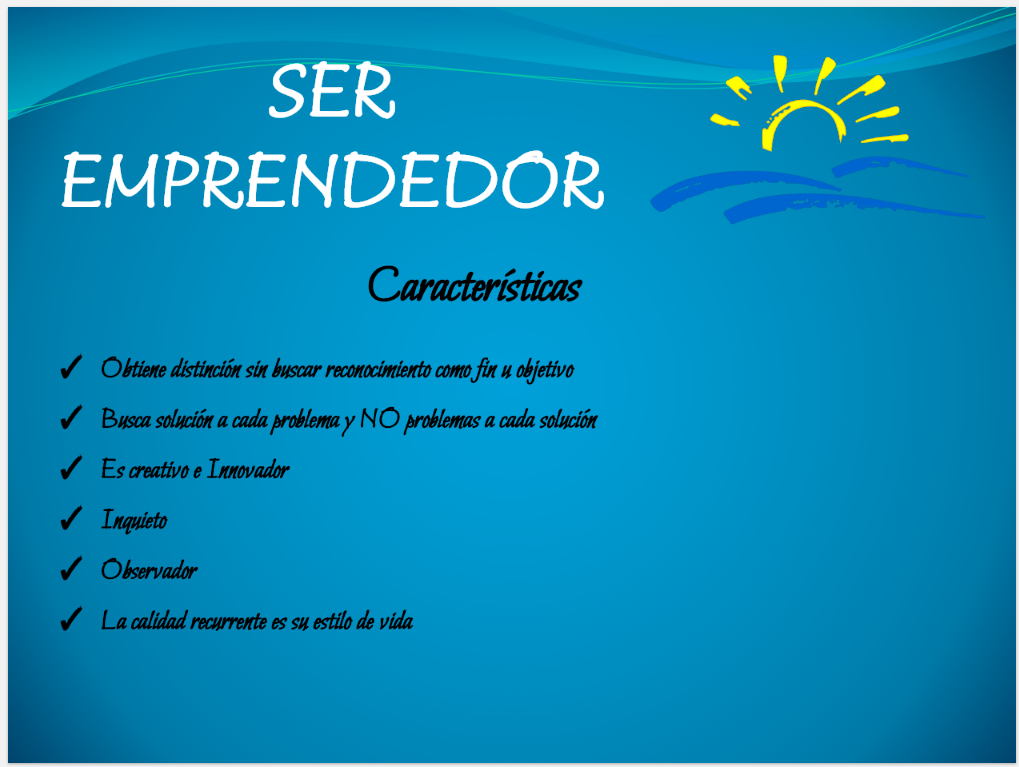 SER
EMPRENDEDOR
Características
✓ Obtiene distinción sin buscar reconocimiento como fin u objetivo
✓ Busca solución a cada problema y NO problemas a cada solución
✓ Es creativo e Innovador
✓ Inquieto
✓ Observador
✓ La calidad recurrente es su estilo de vida